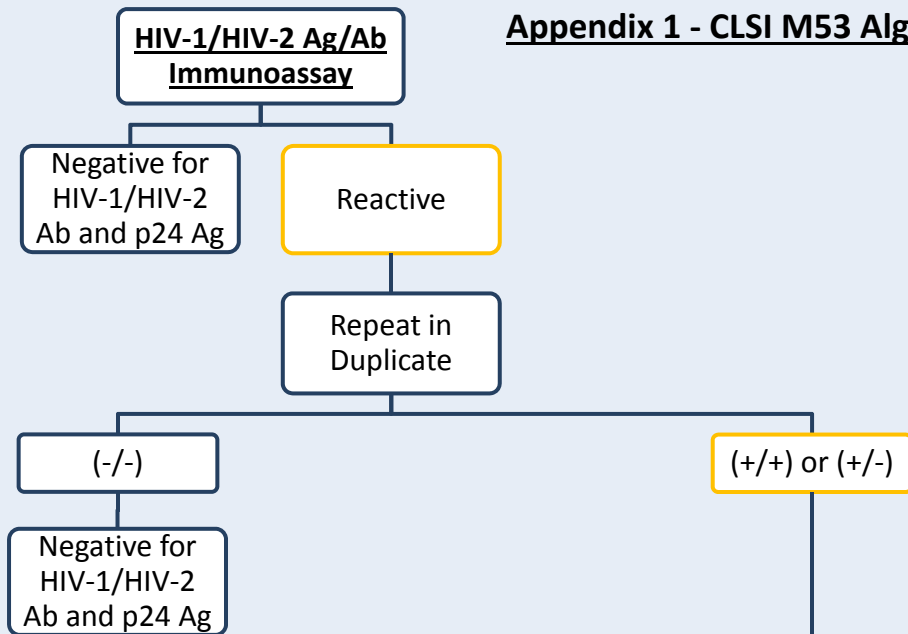 Appendix 1 - CLSI M53 Alg
HIV-1/HIV-2 Ag/Ab
Immunoassay
Negative for
HIV-1/HIV-2
Ab and p24 Ag
Reactive
Repeat in
Duplicate
(-/-)
(+/+) or (+/-)
Negative for
HIV-1/HIV-2
Ab and p24 Ag